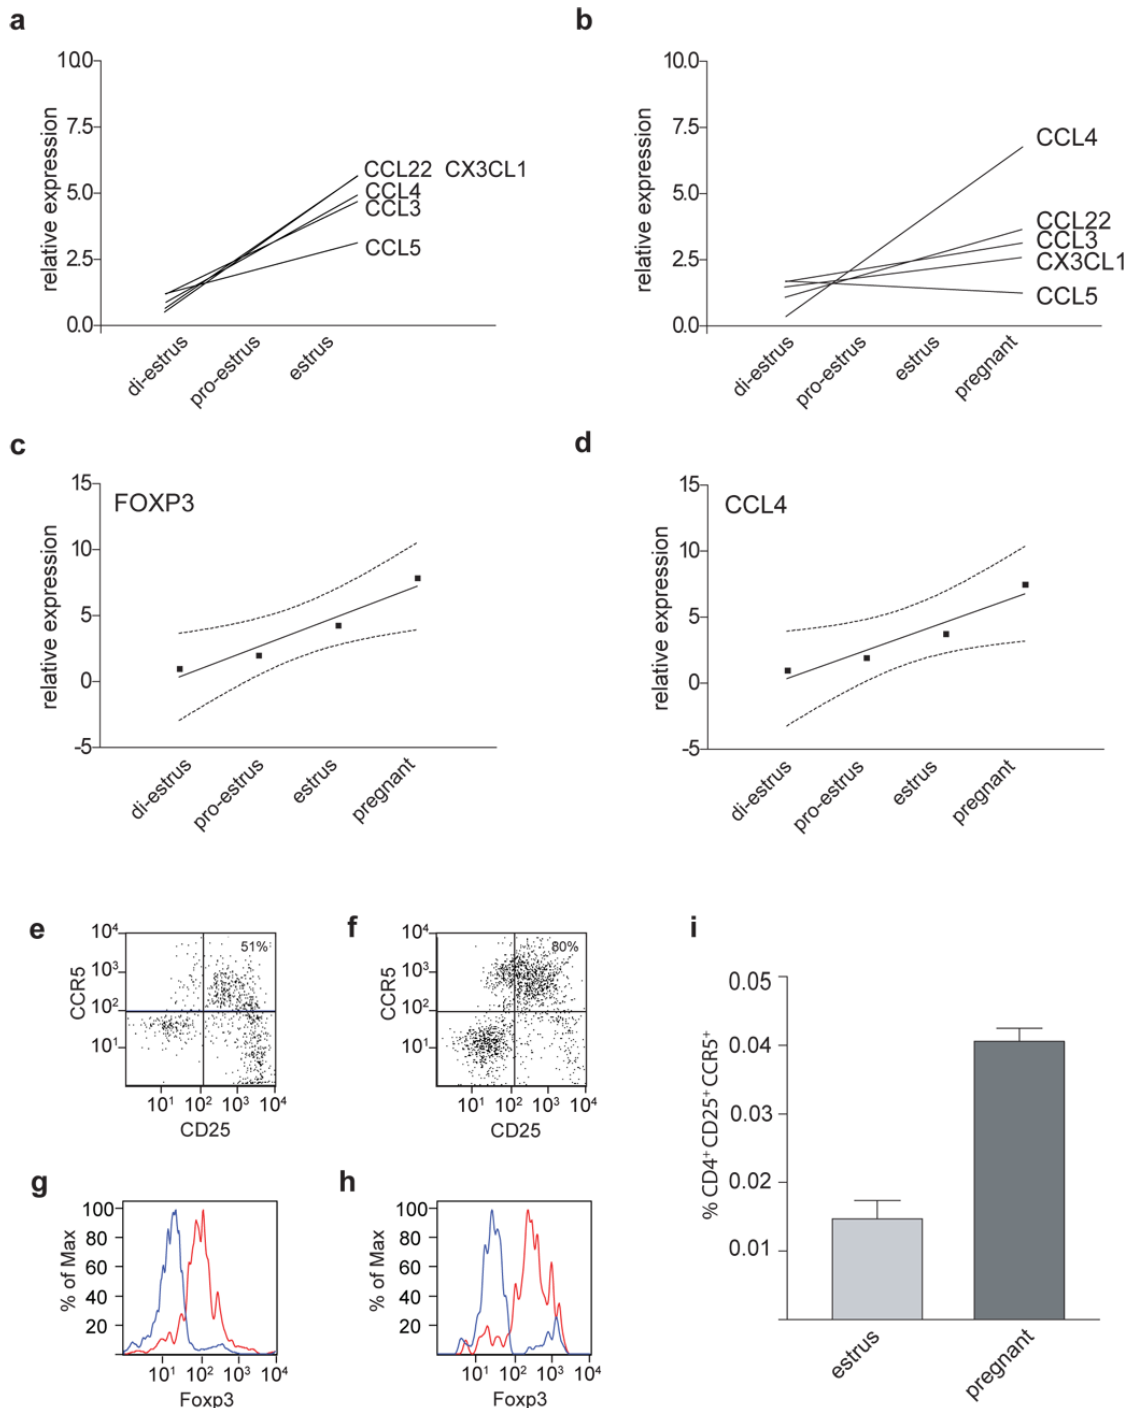 a
10.0
7.5
5.0
2.5
0.0
relative expression
CCL22 CX3CL1
CCL4
CCL3
CCL5
di-estrus
pro-estrus
estrus
b
10.0
7.5
5.0
2.5
0.0
relative expression
CCL4
CCL22
CCL3
CX3CL1
CCL5
di-estrus
pro-estrus
estrus
pregnant
c
15
10
5
0
-5
relative expression
FOXP3
di-estrus
pro-estrus
estrus
pregnant
d
15
10
5
0
-5
relative expression
CCL4
di-estrus
pro-estrus
estrus
pregnant
e
10⁴
10³
10²
10¹
CCR5
51%
10¹ 10² 10³ 10⁴
CD25
f
10⁴
10³
10²
10¹
CCR5
80%
10¹ 10² 10³ 10⁴
CD25
g
100
80
60
40
20
% of Max
10¹ 10² 10³ 10⁴
Foxp3
h
100
80
60
40
20
% of Max
10¹ 10² 10³ 10⁴
Foxp3
i
0.05
0.04
0.03
0.02
0.01
% CD4⁺ CD25⁺ CCR5⁺
estrus
pregnant